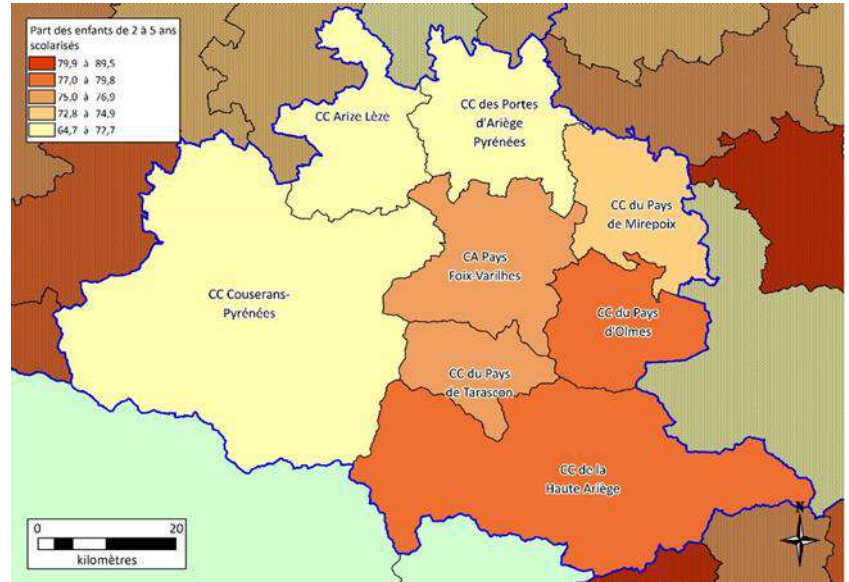 Part des enfants de 2 à 5 ans
scolarisés
79,9 à 89,5
77,0 à 79,8
75,0 à 76,9
72,8 à 74,9
64,7 à 72,7
CC Arize Lèze
CC des Portes
d'Ariège
Pyrénées
CC du Pays
de Mirepoix
CA Pays
Foix-Varilhes
CC Couserans-
Pyrénées
CC du Pays
d'Olmes
CC du Pays
de Tarascon
CC de la
Haute Ariège
0 20
kilomètres